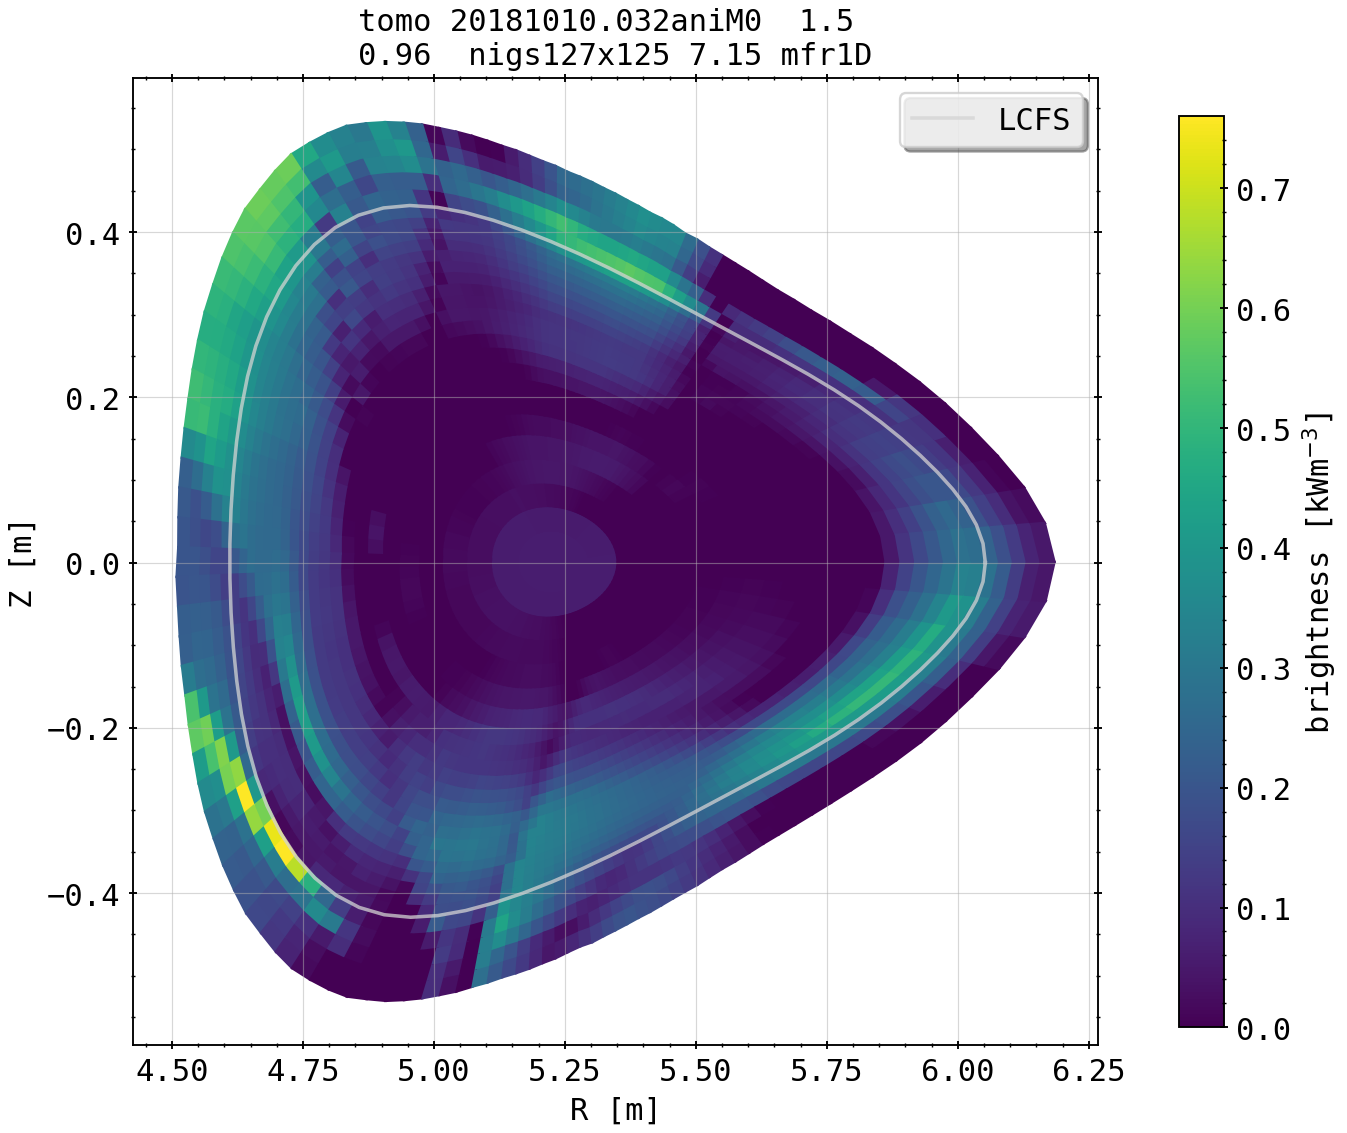 tomo 20181010.032aniM0  1.5
0.96  nigs127x125 7.15 mfr1D
LCFS
Z [m]
0.4
0.2
0.0
−0.2
−0.4
4.50 4.75 5.00 5.25 5.50 5.75 6.00 6.25
R [m]
0.7
0.6
0.5
0.4
0.3
0.2
0.1
0.0
brightness [kWm⁻³]